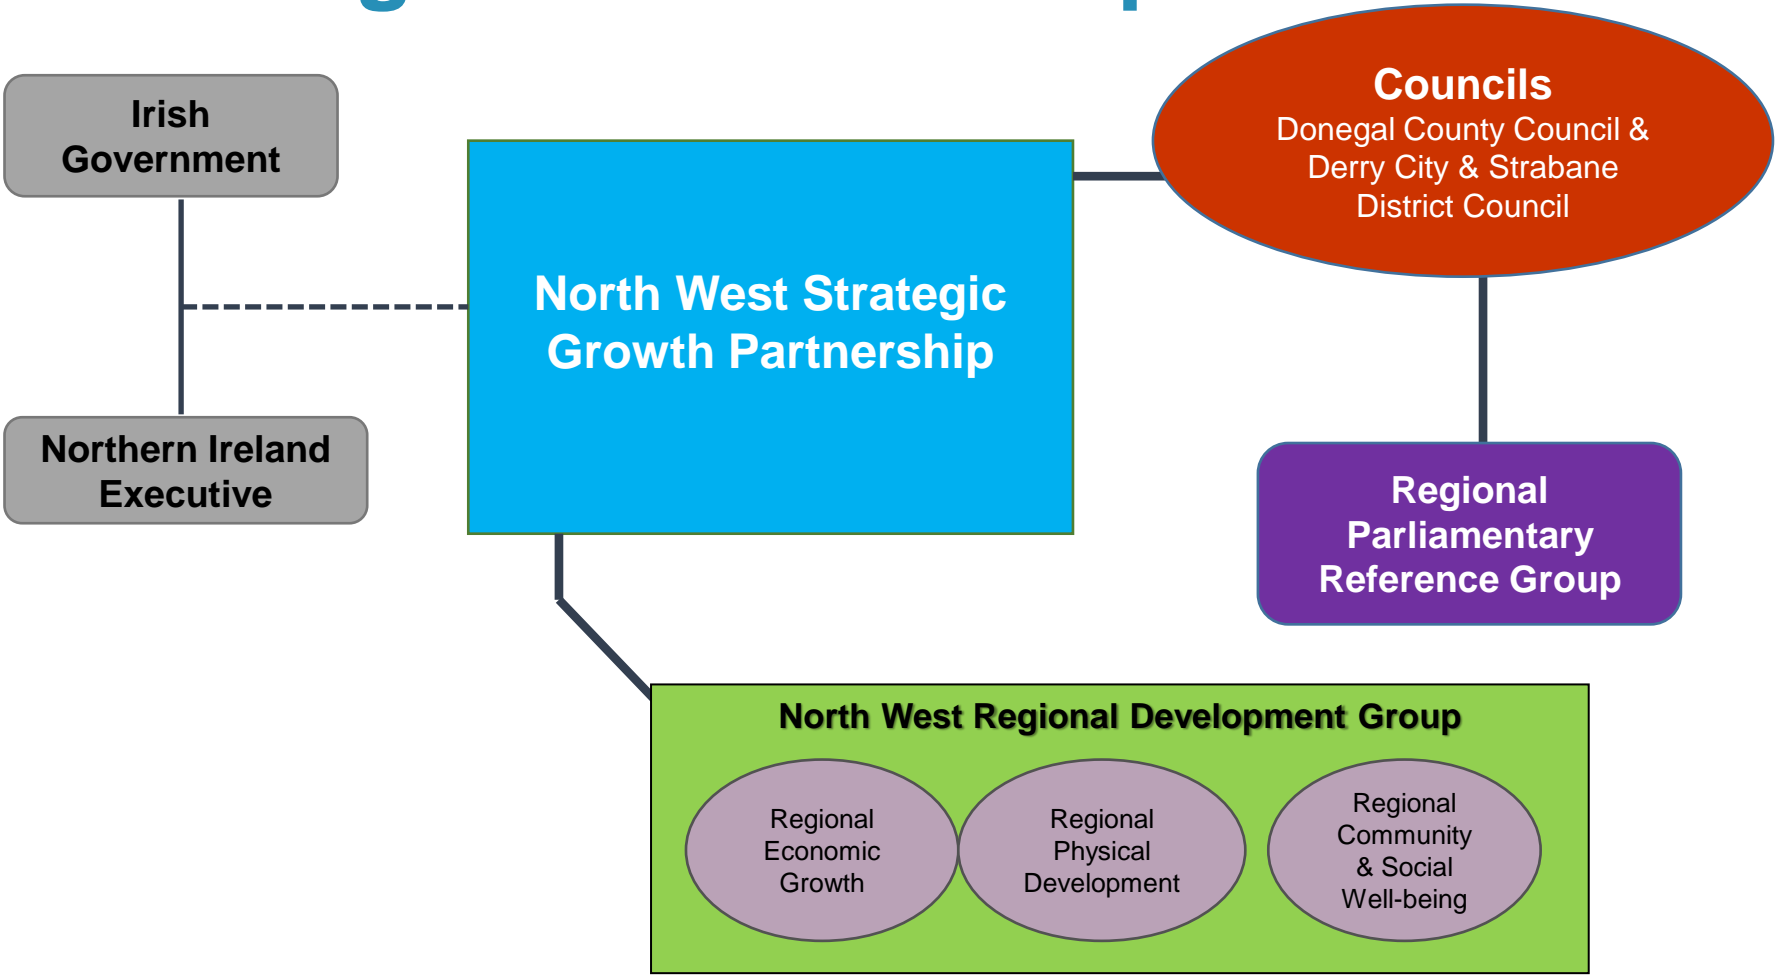 Irish
Government
Northern Ireland
Executive
North West Strategic
Growth Partnership
Councils
Donegal County Council &
Derry City & Strabane
District Council
Regional
Parliamentary
Reference Group
North West Regional Development Group
Regional
Economic
Growth
Regional
Physical
Development
Regional
Community
& Social
Well-being